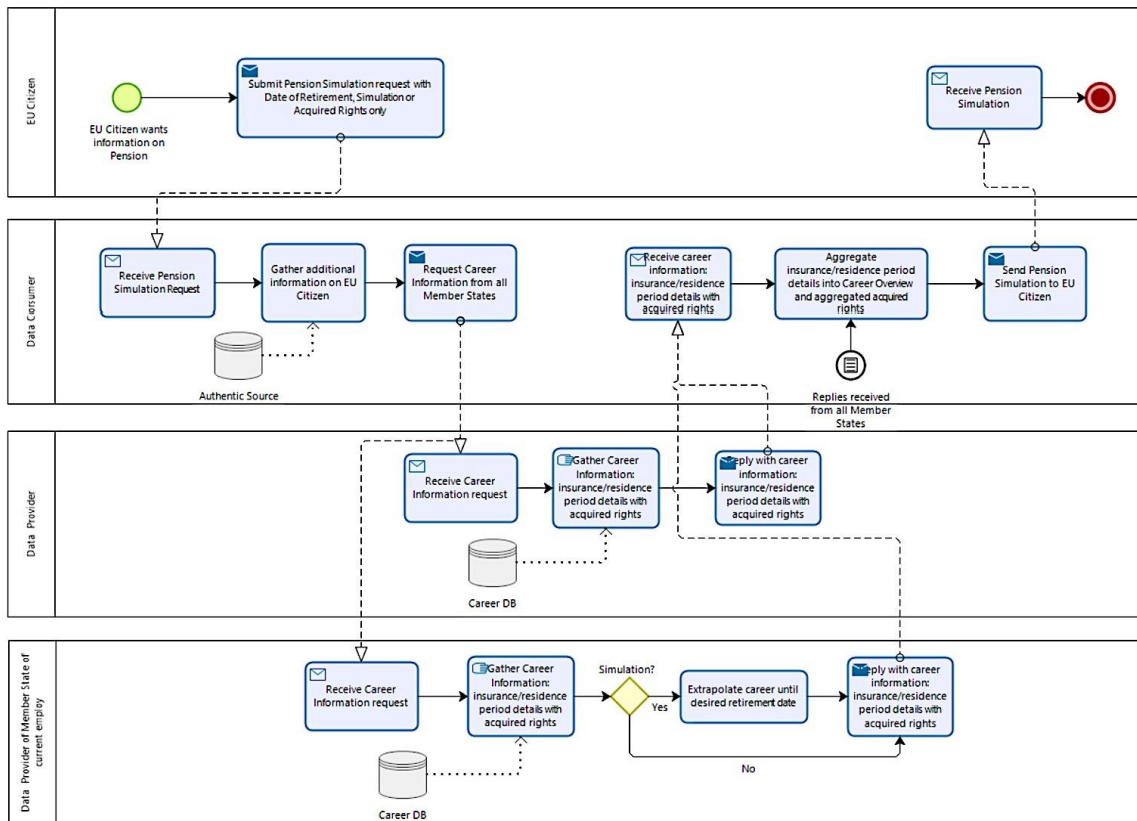 EU Citizen
EU Citizen wants
information on
Pension
Submit Pension Simulation request with
Date of Retirement, Simulation or
Acquired Rights only
Receive Pension
Simulation
Data Consumer
Receive Pension
Simulation Request
Gather additional
information on EU
Citizen
Request Career
Information from all
Member States
Receive career
information:
insurance/residence
period details with
acquired rights
Aggregate
insurance/residence period
details into Career Overview
and aggregated acquired
rights
Send Pension
Simulation to EU
Citizen
Authentic Source
Replies received
from all Member
States
Data Provider
Receive Career
Information request
Gather Career
Information:
insurance/residence
period details with
acquired rights
eply with career
information:
insurance/residence
period details with
acquired rights
Career DB
Data Provider of Member State of
current employ
Receive Career
Information request
Gather Career
Information:
insurance/residence
period details with
acquired rights
Simulation?
Yes
Extrapolate career until
desired retirement date
eply with career
information:
insurance/residence
period details with
acquired rights
No
Career DB